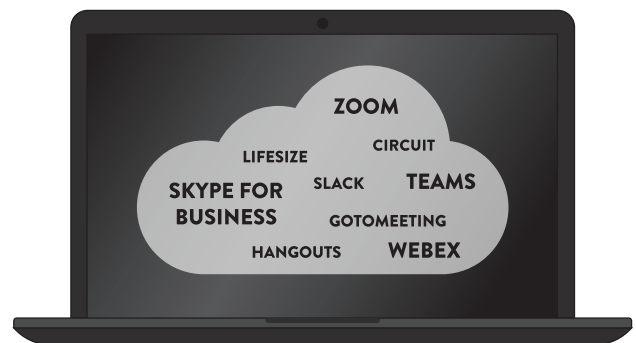 ZOOM
CIRCUIT
LIFESIZE
SLACK
TEAMS
SKYPE FOR
BUSINESS
GOTOMEETING
HANGOUTS
WEBEX